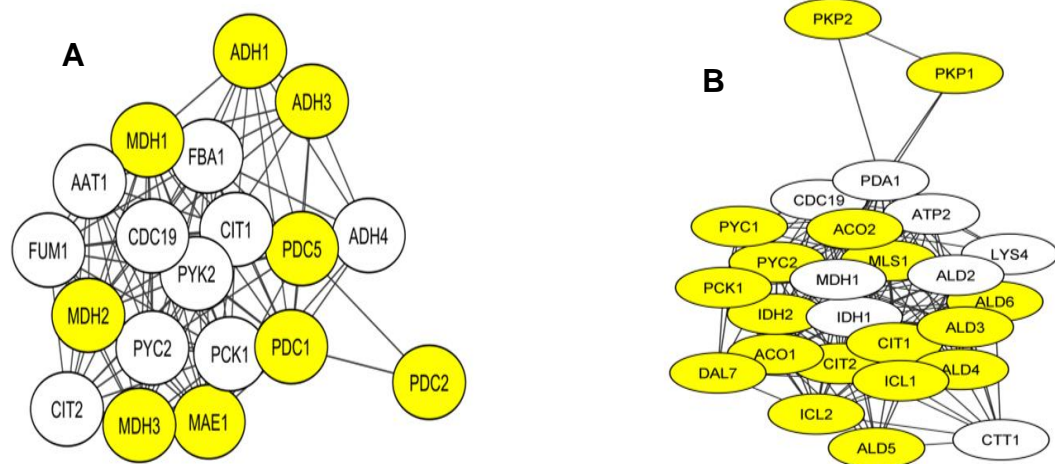 A
ADH1
ADH3
MDH1
FBA1
AAT1
CDC19
CIT1
ADH4
FUM1
PDC5
PYK2
MDH2
PYC2
PCK1
PDC1
PDC2
CIT2
MDH3
MAE1
B
PKP2
PKP1
PDA1
CDC19
ATP2
PYC1
ACO2
LYS4
PYC2
MLS1
MDH1
ALD2
PCK1
ALD6
IDH2
IDH1
ALD3
CIT1
ACO1
CIT2
ALD4
DAL7
ICL1
ICL2
CTT1
ALD5